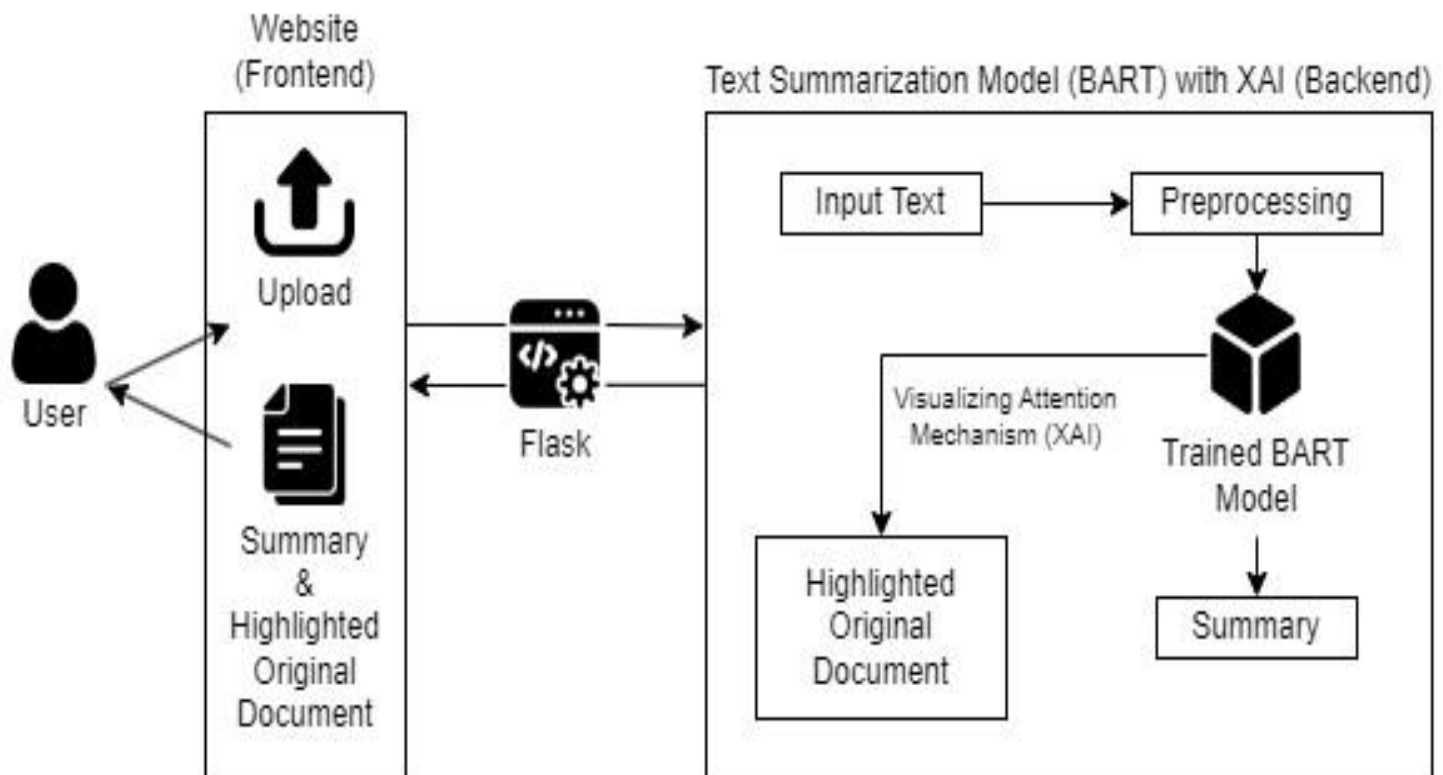 Website
(Frontend)
Text Summarization Model (BART) with XAI (Backend)
Upload
Summary
&
Highlighted
Original
Document
User
Flask
Input Text
Preprocessing
Visualizing Attention
Mechanism (XAI)
Trained BART
Model
Highlighted
Original
Document
Summary